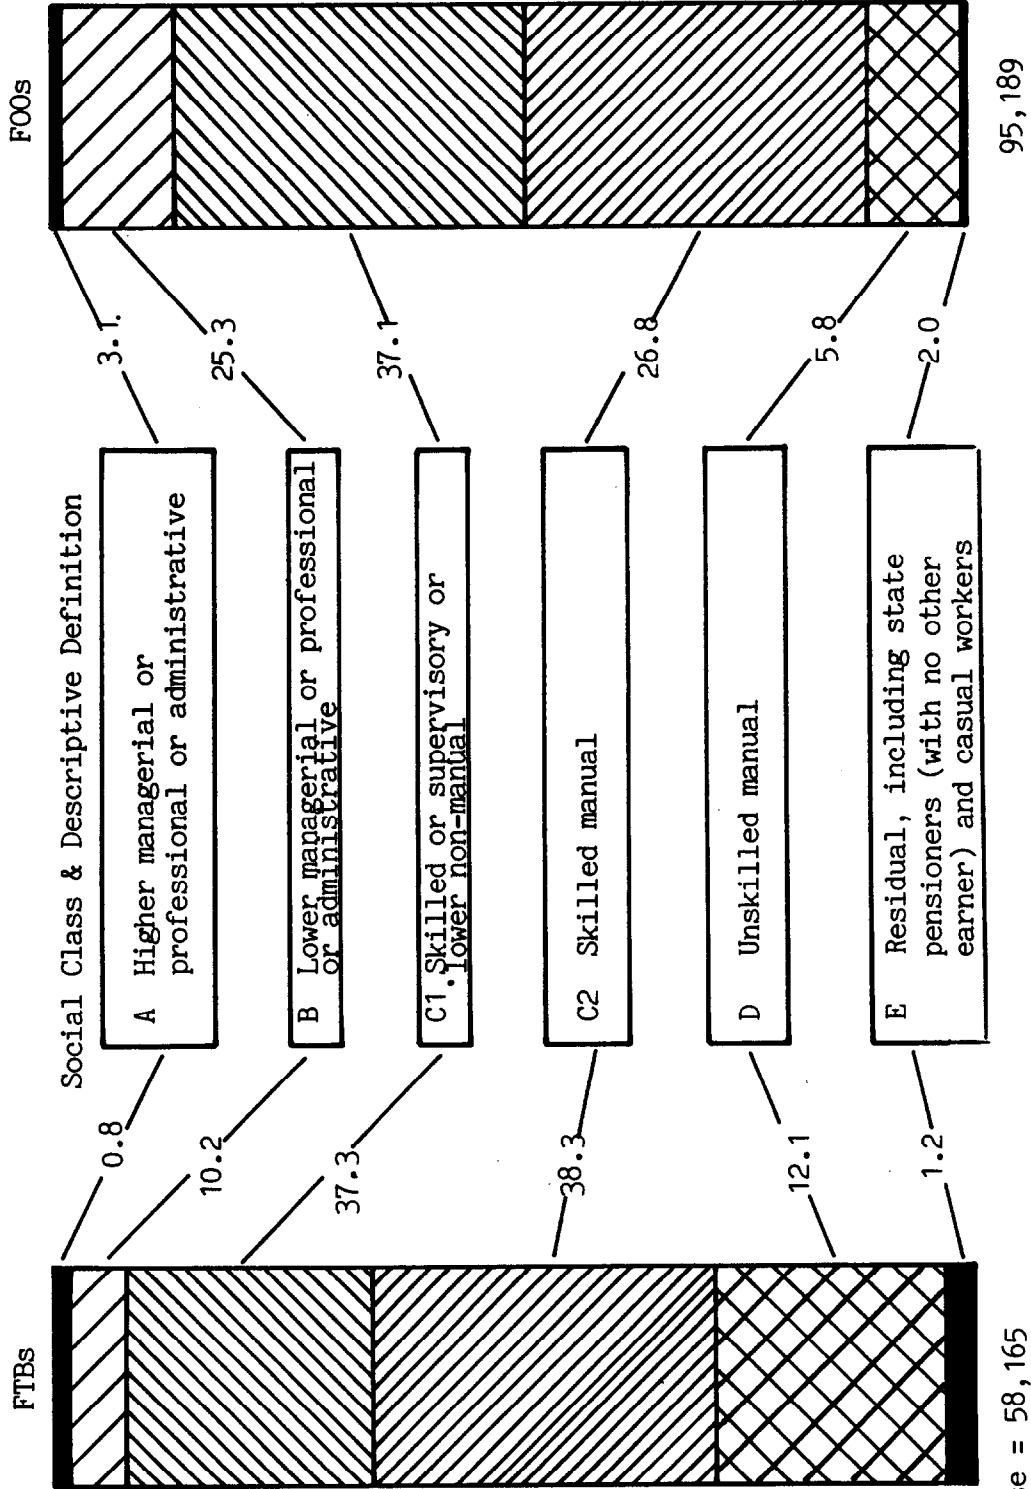 FTBs
Social Class & Descriptive Definition
FOOs
0.8
A Higher managerial or
professional or administrative
3.1.
10.2
B Lower managerial or professional
or administrative
25.3
37.3
C1. Skilled or supervisory or
lower non-manual
37.1
38.3
C2 Skilled manual
26.8
12.1
D Unskilled manual
5.8
1.2
E Residual, including state
pensioners (with no other
earner) and casual workers
2.0
= 58,165
95,189